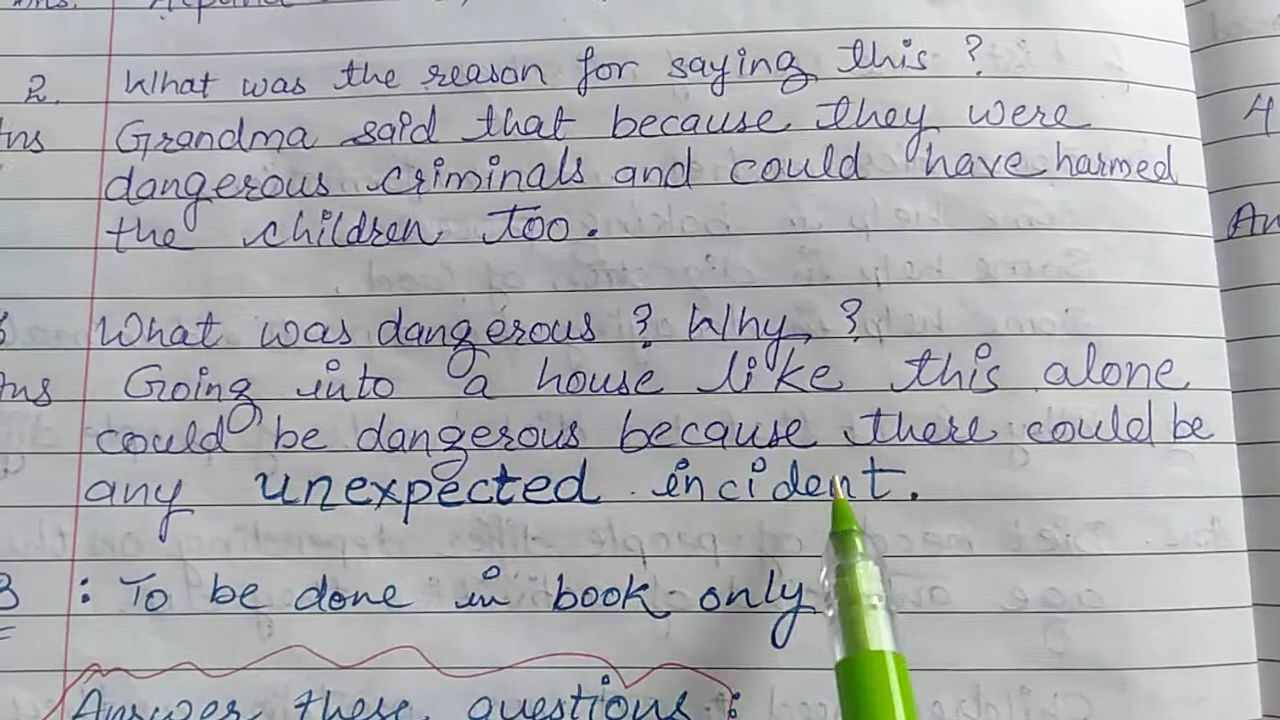 2. What was the reason for saying this ?
Ans Grandma said that because they were
dangerous criminals and could have harmed
the children too.
What was dangerous ? Why ?
Ans Going into a house like this alone
could be dangerous because there could be
any unexpected incident.
: To be done in book only
Answer these questions :
4
An